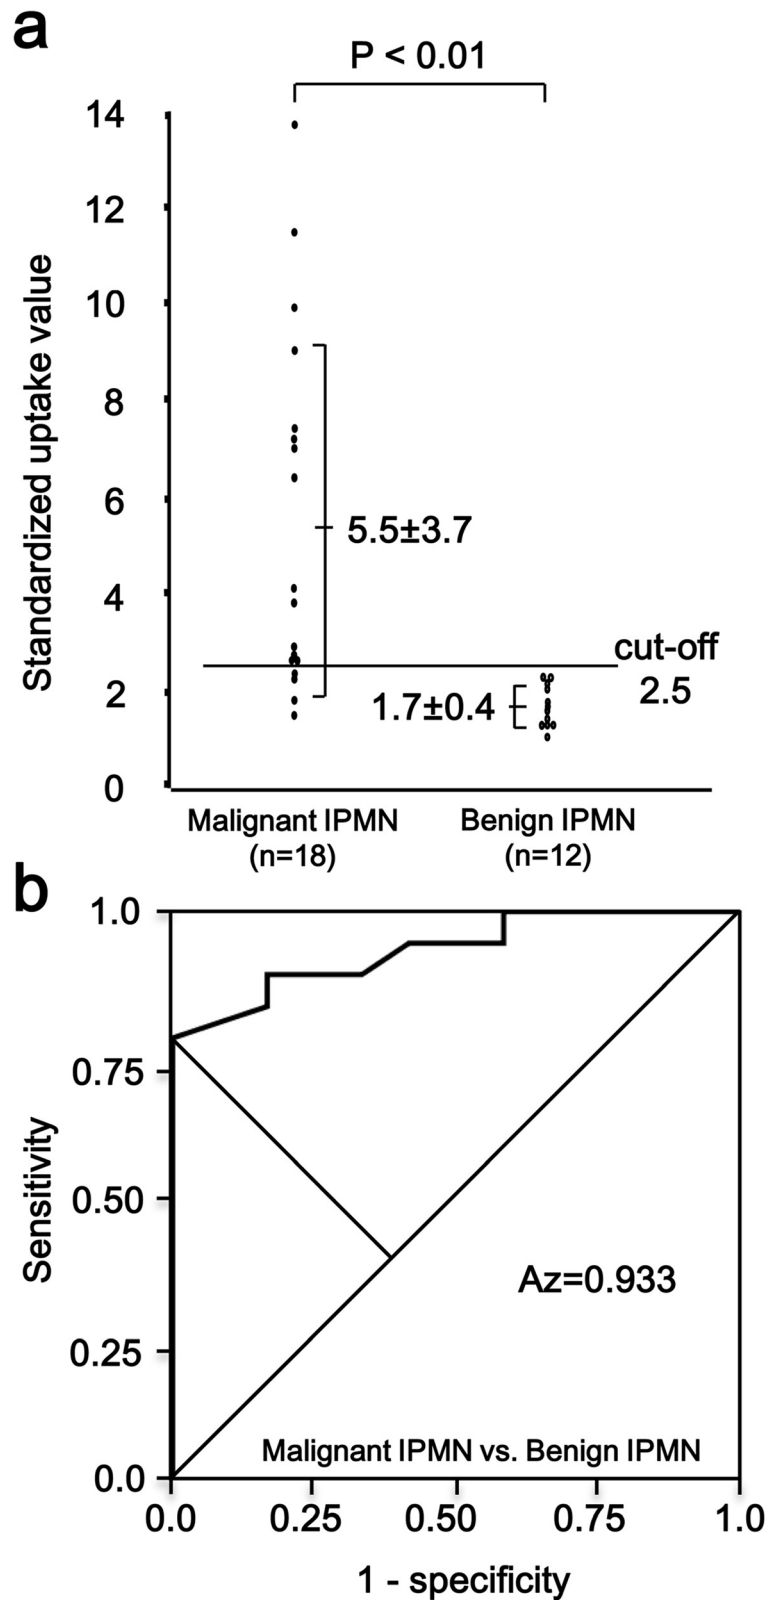 a
P < 0.01
Standardized uptake value
14
12
10
8
6
4
2
0
5.5±3.7
1.7±0.4
cut-off
2.5
Malignant IPMN
(n=18)
Benign IPMN
(n=12)
b
Sensitivity
1.0
0.75
0.50
0.25
0.0
Az=0.933
Malignant IPMN vs. Benign IPMN
0.0 0.25 0.50 0.75 1.0
1 - specificity